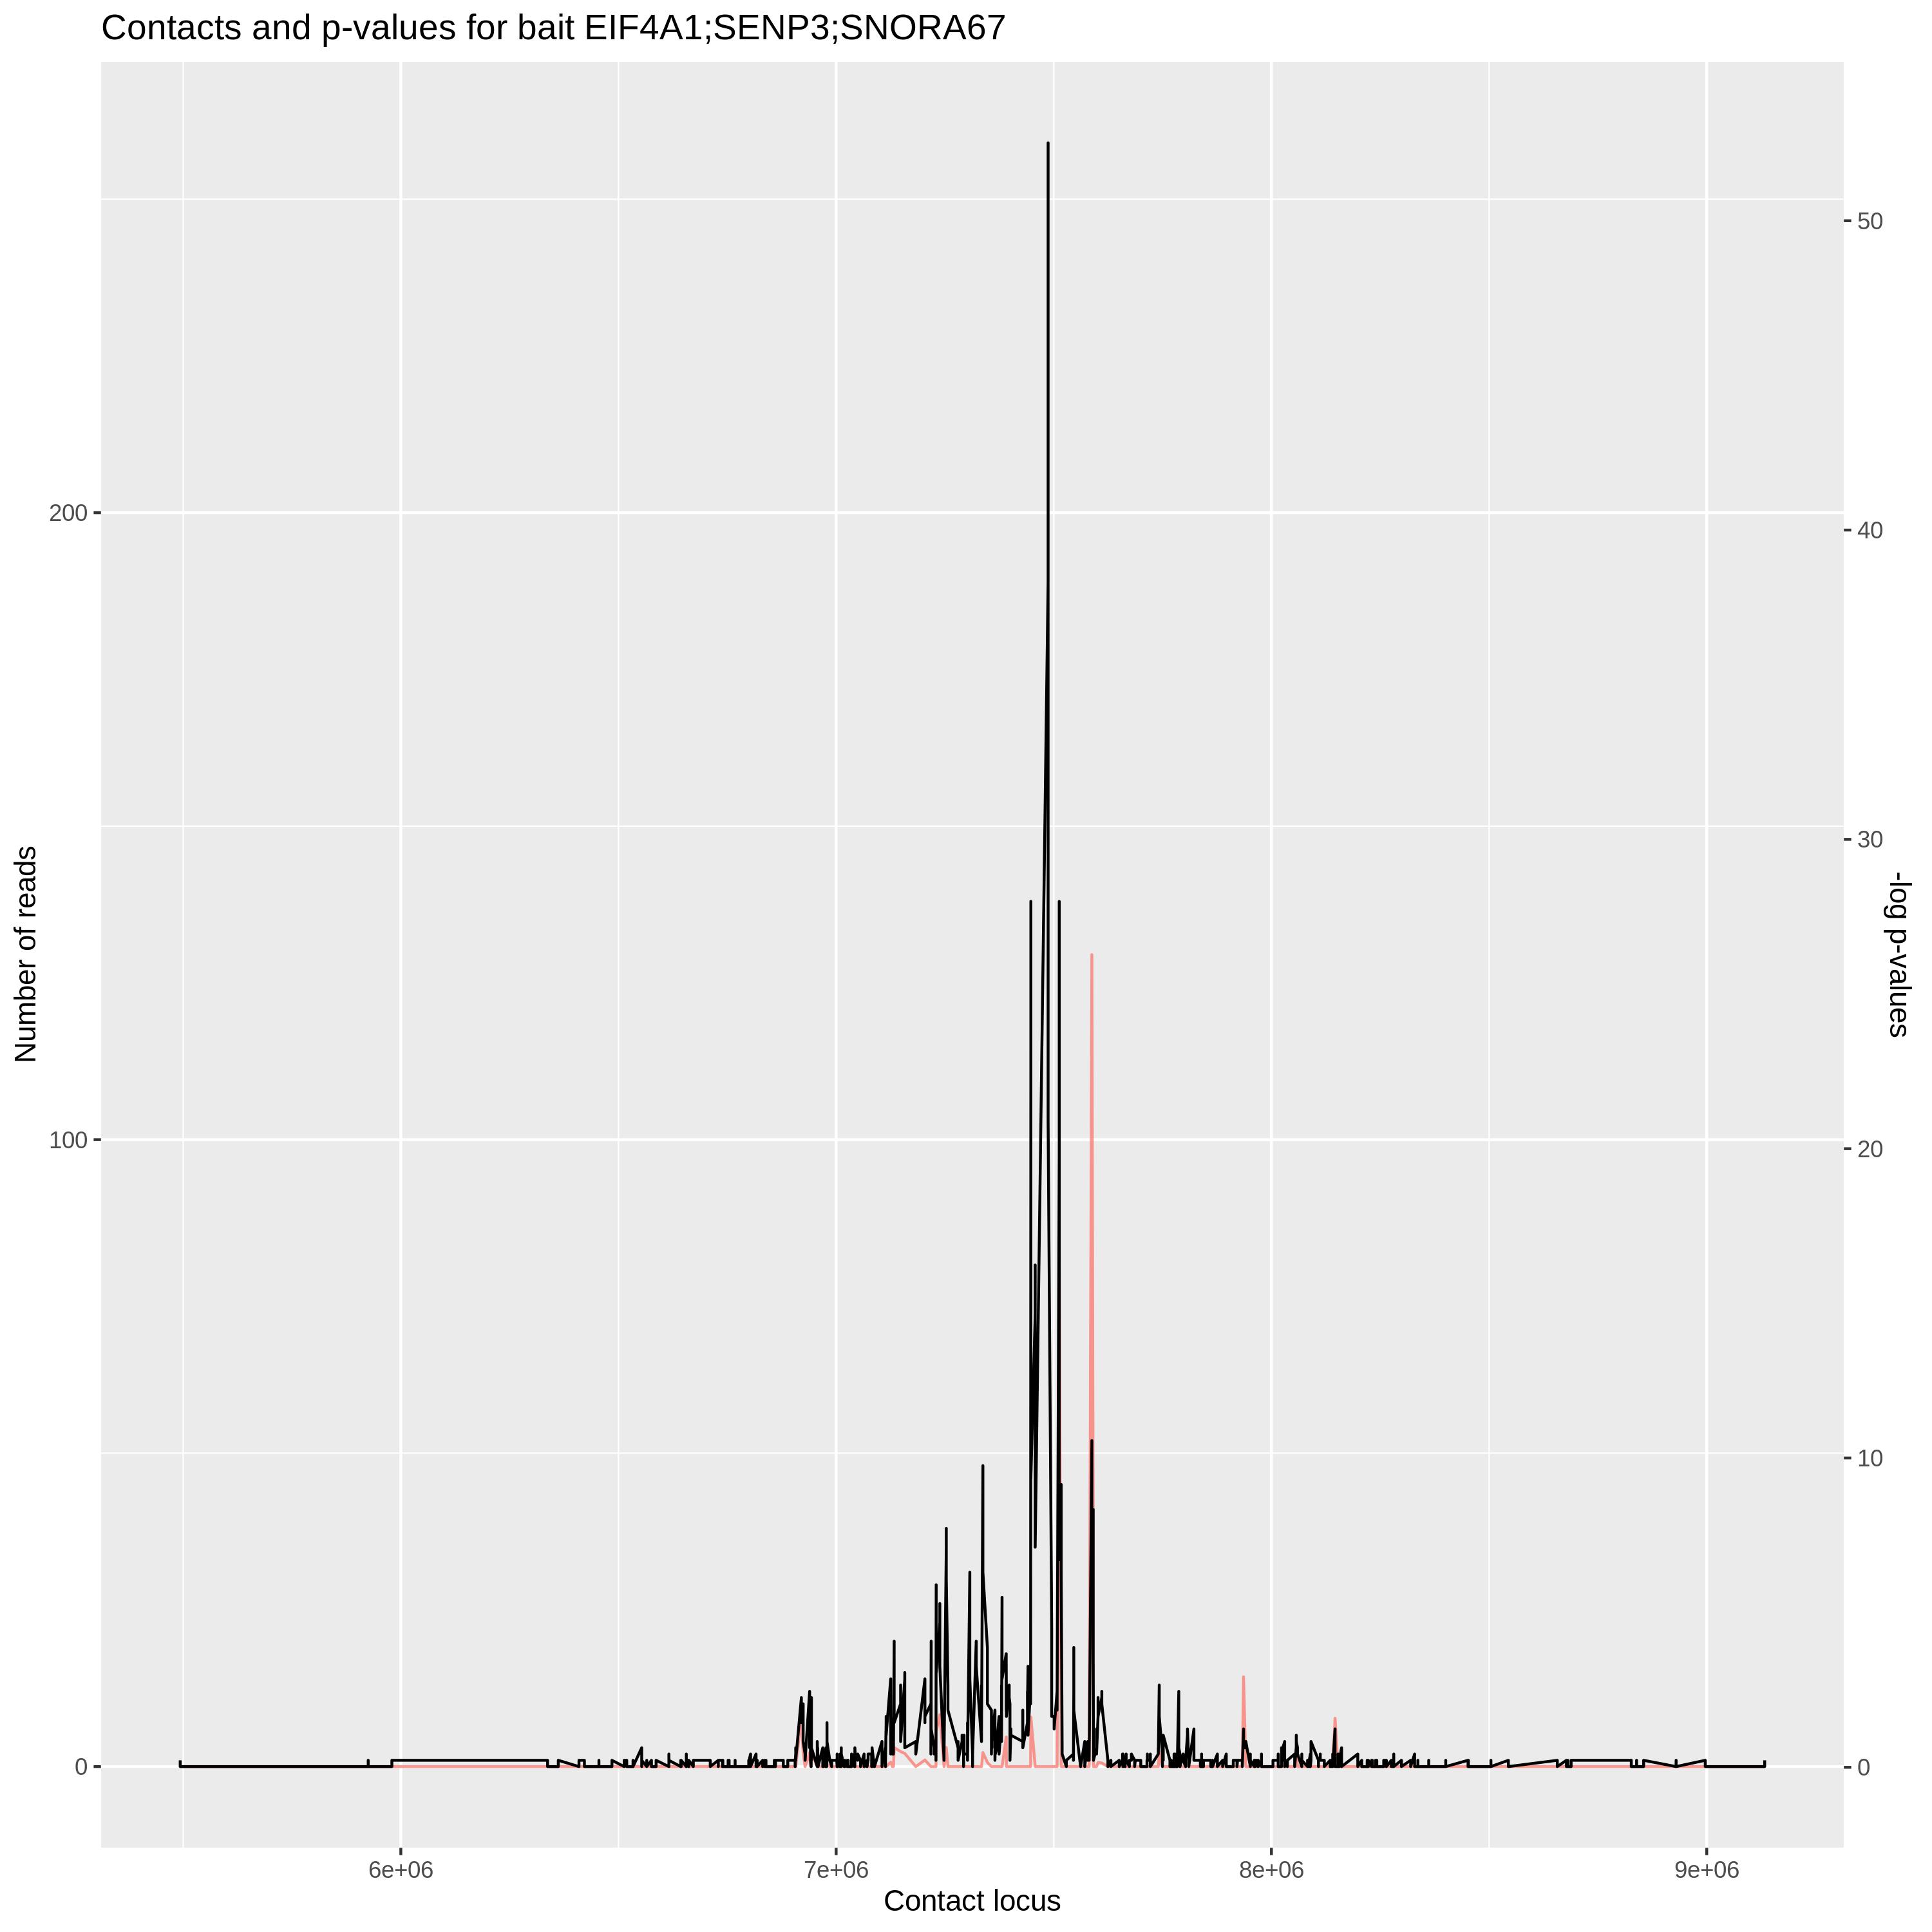 Contacts and p-values for bait EIF4A1;SENP3;SNORA67
Number of reads
200
100
0
50
40
30
20
10
0
-log p-values
6e+06 7e+06 8e+06 9e+06
Contact locus